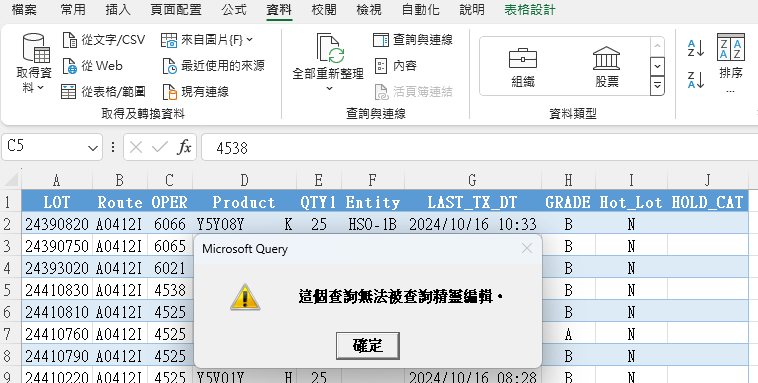 檔案 常用 插入 頁面配置 公式 資料 校閱 檢視 自動化 說明 表格設計
取得資料
從文字/CSV
從 Web
從表格/範圍
來自圖片{F}
最近使用的來源
現有連線
取得及轉換資料
全部重新整理
查詢與連線
內容
活頁簿連結
查詢與連線
組織
股票
資料類型
排序
C5 fx 4538
A B C D E F G H I J
1 LOT Route OPER Product QTY1 Entity LAST_TX_DT GRADE Hot_Lot HOLD_CAT
2 24390820 A0412I 6066 Y5Y08Y K 25 HSO-1B 2024/10/16 10:33 B N
3 24390750 A0412I 6065 B N
4 24393020 A0412I 6021 B N
5 24410830 A0412I 4538 B N
6 24410810 A0412I 4525 B N
7 24410760 A0412I 4525 A N
8 24410790 A0412I 4525 B N
24410220 A0412I 4525 Y5V01Y H 25 2024/10/16 08:28 B N
Microsoft Query
這個查詢無法被查詢精靈編輯。
確定